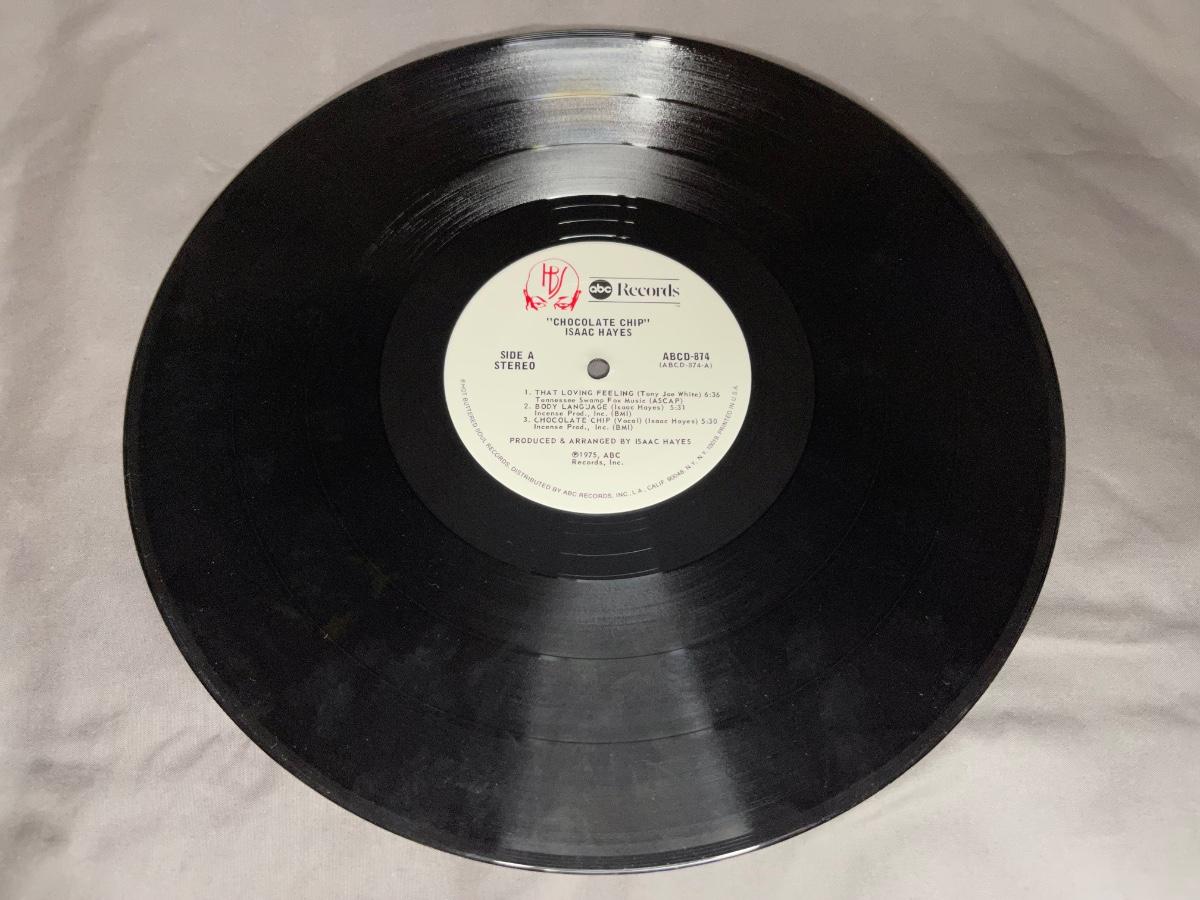 HBS
abc Records
"CHOCOLATE CHIP"
ISAAC HAYES
SIDE A
STEREO
ABCD-874
(ABCD-874-A)
1. THAT LOVING FEELING (Tony Joe White) 6:36
Tennessee Swamp Fox Music (ASCAP)
2. BODY LANGUAGE (Isaac Hayes) 5:31
Incense Prod., Inc. (BMI)
3. CHOCOLATE CHIP (Vocal) (Isaac Hayes) 5:30
Incense Prod., Inc. (BMI)
PRODUCED & ARRANGED BY ISAAC HAYES
℗1975, ABC
Records, Inc.
HOT BUTTERED SOUL RECORDS, DISTRIBUTED BY ABC RECORDS, INC., L.A., CALIF. 90048, N.Y., N.Y. 10019. PRINTED IN U.S.A.